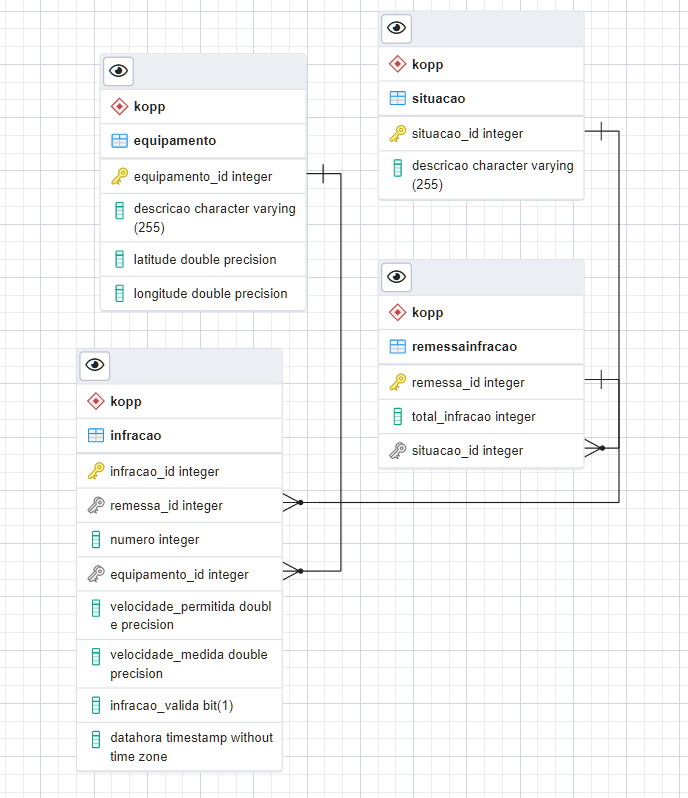 kopp
equipamento
equipamento_id integer
descricao character varying
(255)
latitude double precision
longitude double precision
kopp
situacao
situacao_id integer
descricao character varying
(255)
kopp
remessainfracao
remessa_id integer
total_infracao integer
situacao_id integer
kopp
infracao
infracao_id integer
remessa_id integer
numero integer
equipamento_id integer
velocidade_permitida doubl
e precision
velocidade_medida double
precision
infracao_valida bit(1)
datahora timestamp without
time zone